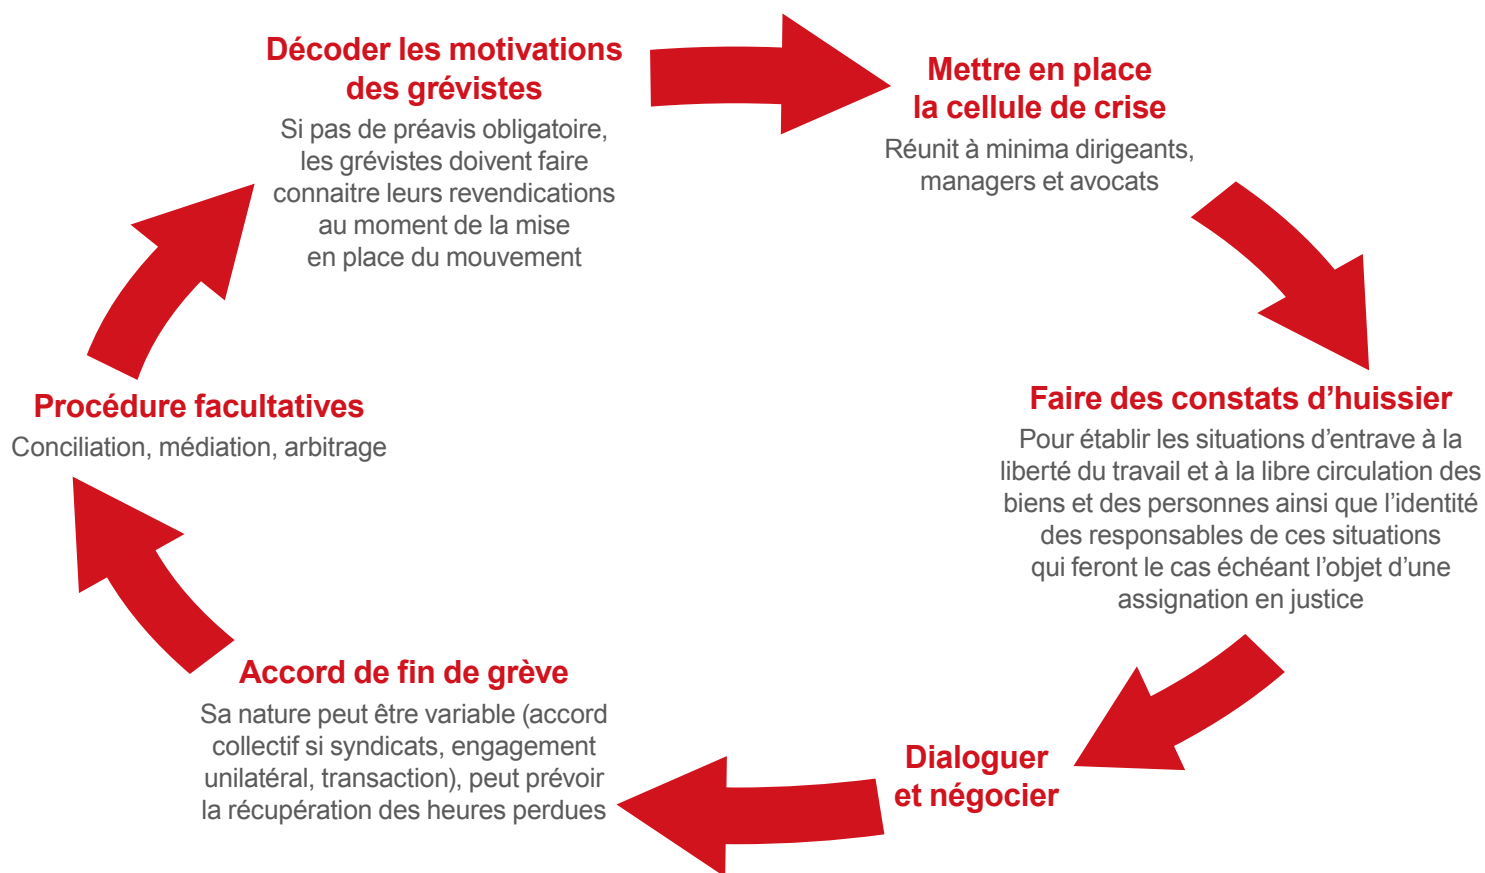 Décoder les motivations
des grévistes
Si pas de préavis obligatoire,
les grévistes doivent faire
connaitre leurs revendications
au moment de la mise
en place du mouvement
Mettre en place
la cellule de crise
Réunit à minima dirigeants,
managers et avocats
Faire des constats d’huissier
Pour établir les situations d’entrave à la
liberté du travail et à la libre circulation des
biens et des personnes ainsi que l’identité
des responsables de ces situations
qui feront le cas échéant l’objet d’une
assignation en justice
Dialoguer
et négocier
Accord de fin de grève
Sa nature peut être variable (accord
collectif si syndicats, engagement
unilatéral, transaction), peut prévoir
la récupération des heures perdues
Procédure facultatives
Conciliation, médiation, arbitrage